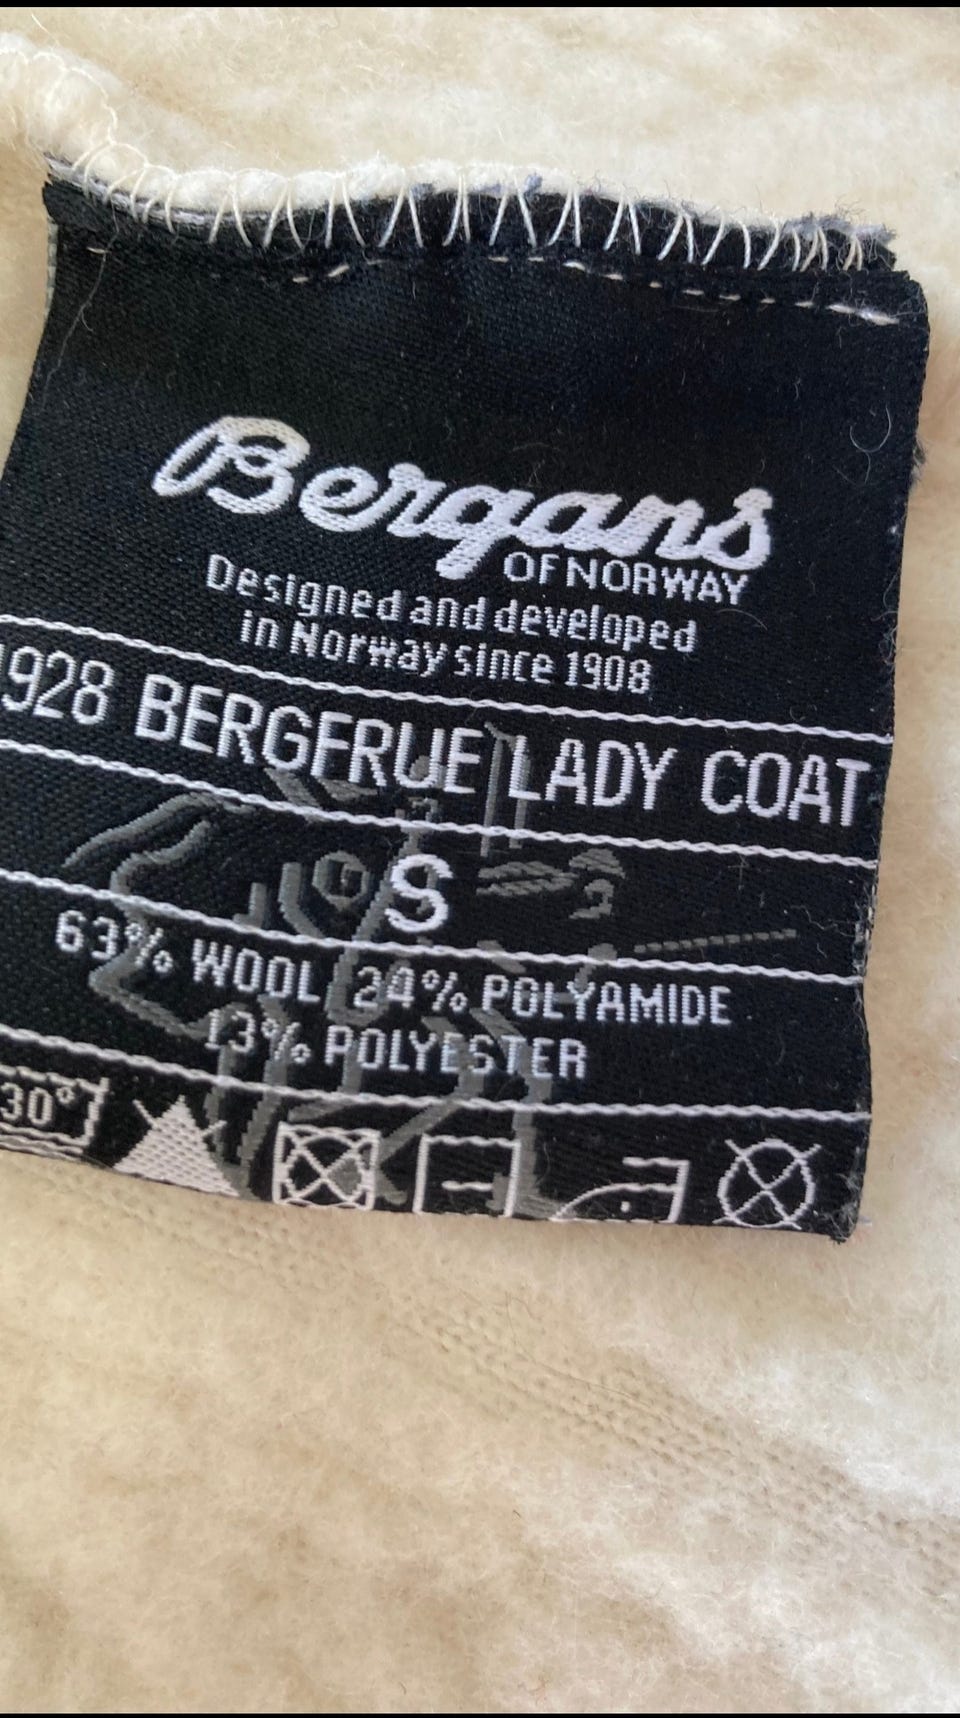 Bergans
OF NORWAY
Designed and developed
in Norway since 1908
1928 BERGFRUE LADY COAT
S
63% WOOL 24% POLYAMIDE
13% POLYESTER
30°